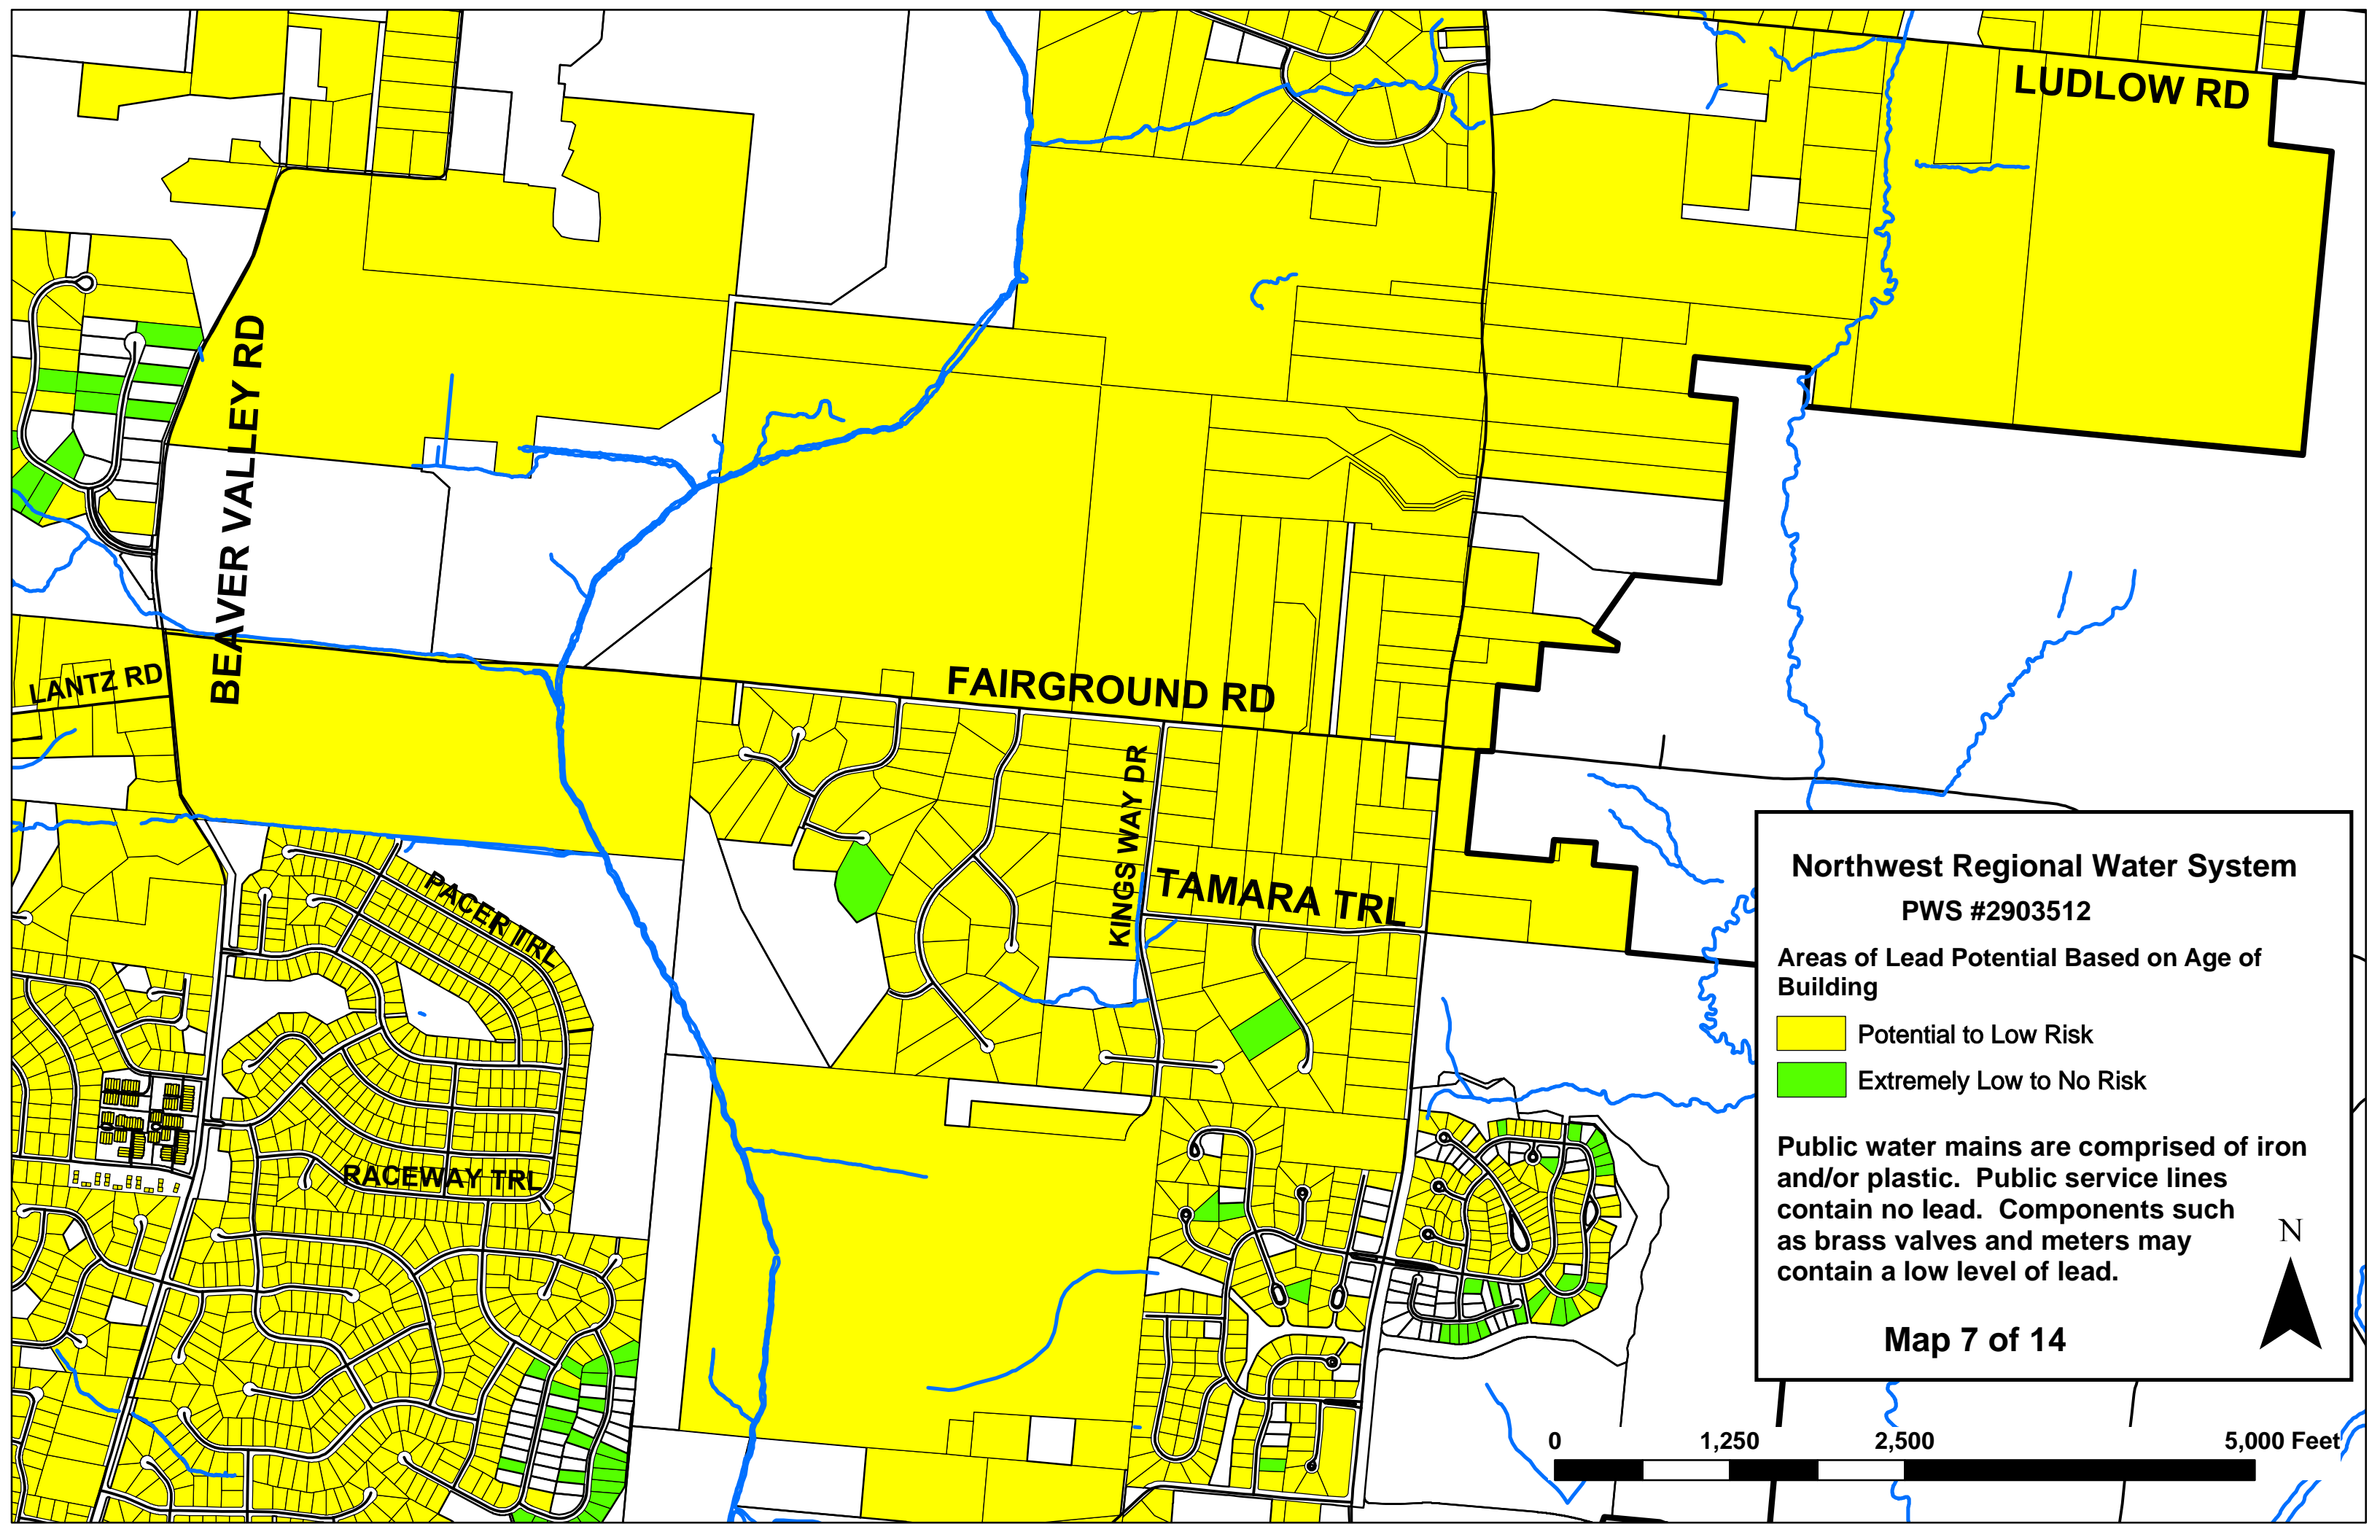 LUDLOW RD
BEAVER VALLEY RD
LANTZ RD
FAIRGROUND RD
KINGS WAY DR
TAMARA TRL
PACER TRL
RACEWAY TRL
Northwest Regional Water System
PWS #2903512
Areas of Lead Potential Based on Age of
Building
Potential to Low Risk
Extremely Low to No Risk
Public water mains are comprised of iron
and/or plastic.  Public service lines
contain no lead.  Components such
as brass valves and meters may
contain a low level of lead.
N
Map 7 of 14
0 1,250 2,500 5,000 Feet